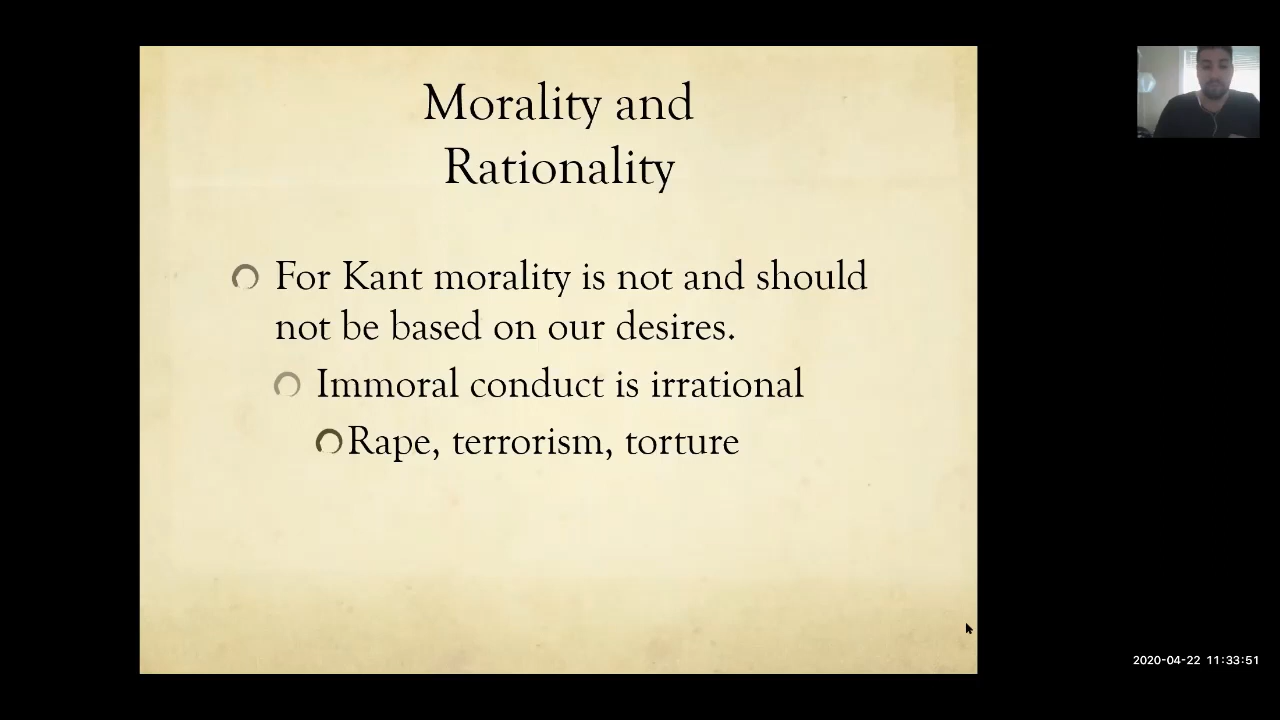 Morality and
Rationality
For Kant morality is not and should
not be based on our desires.
Immoral conduct is irrational
Rape, terrorism, torture
2020-04-22 11:33:51